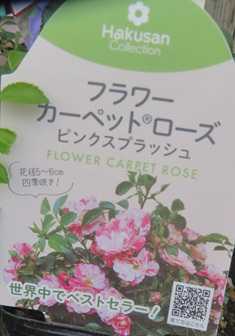 Hakusan
Collection
フラワー
カーペット®ローズ
ピンクスプラッシュ
FLOWER CARPET ROSE
花径5〜6cm
四季咲き!
世界中でベストセラー!